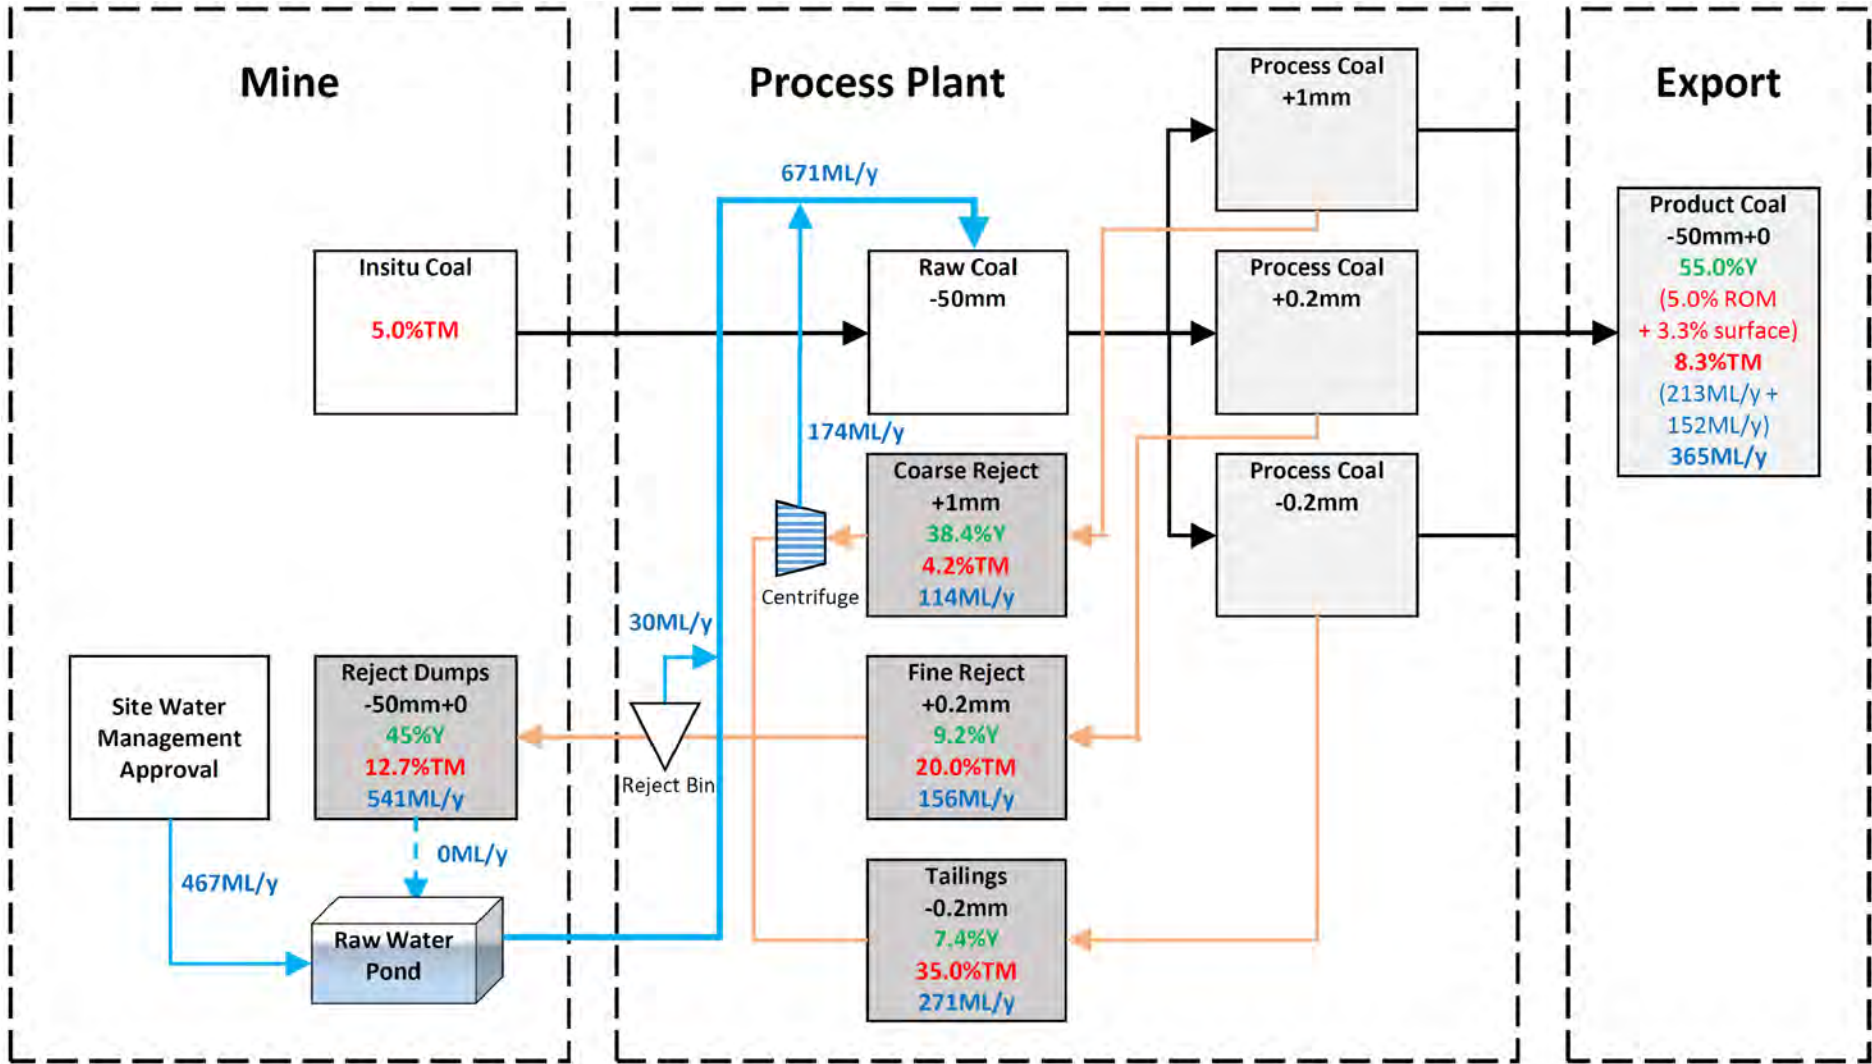 Mine
Process Plant
Export
Process Coal
+1mm
671ML/y
Insitu Coal
5.0%TM
Raw Coal
-50mm
Process Coal
+0.2mm
Product Coal
-50mm+0
55.0%Y
(5.0% ROM
+ 3.3% surface)
8.3%TM
(213ML/y +
152ML/y)
365ML/y
174ML/y
Coarse Reject
+1mm
38.4%Y
4.2%TM
114ML/y
Process Coal
-0.2mm
Centrifuge
30ML/y
Site Water
Management
Approval
Reject Dumps
-50mm+0
45%Y
12.7%TM
541ML/y
Reject Bin
Fine Reject
+0.2mm
9.2%Y
20.0%TM
156ML/y
0ML/y
467ML/y
Raw Water
Pond
Tailings
-0.2mm
7.4%Y
35.0%TM
271ML/y